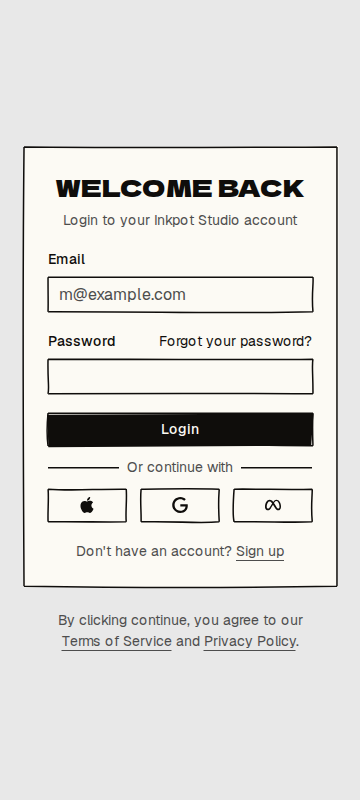 WELCOME BACK
Login to your Inkpot Studio account
Email
m@example.com
Password
Forgot your password?
Login
Or continue with
Don't have an account? Sign up
By clicking continue, you agree to our
Terms of Service and Privacy Policy.